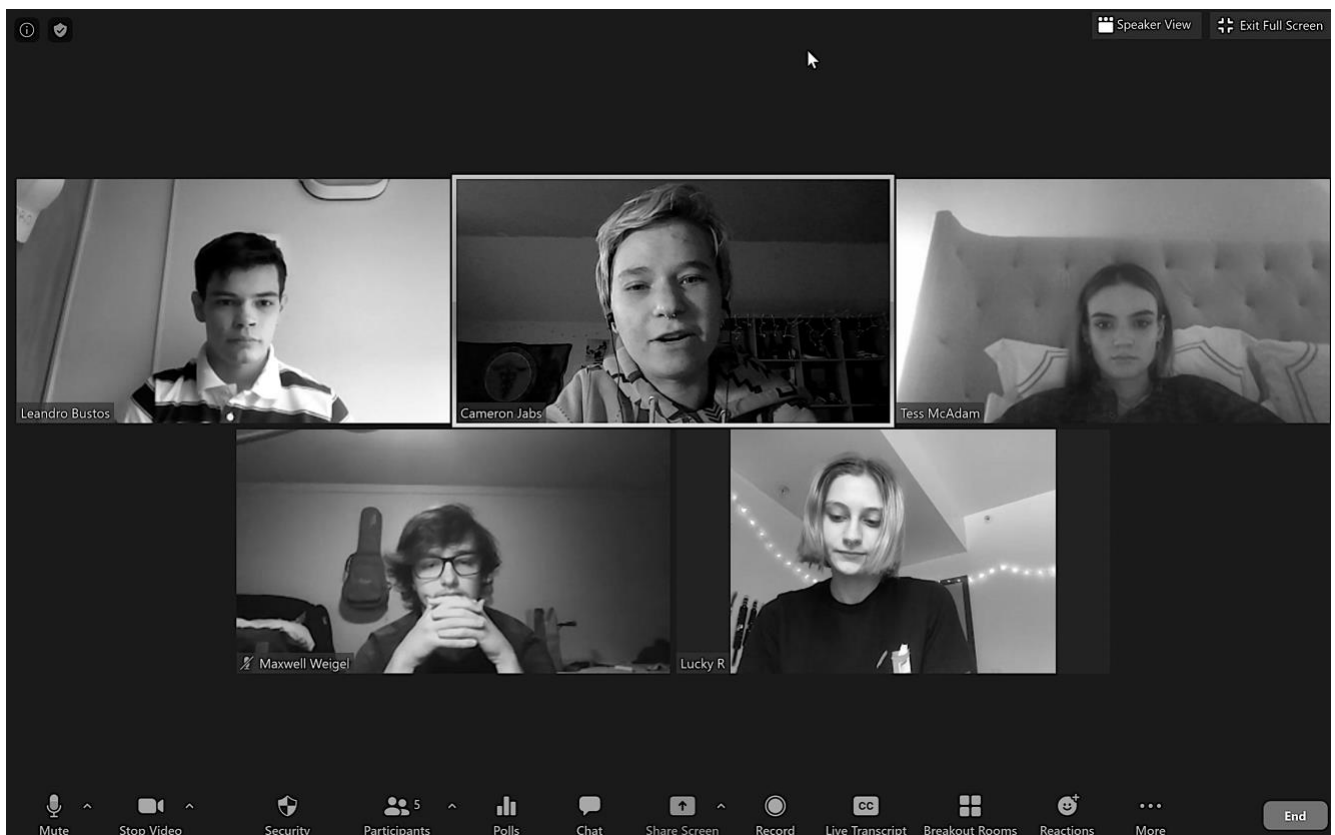 Speaker View
Exit Full Screen
Leandro Bustos
Cameron Jabs
Tess McAdam
Maxwell Weigel
Lucky R
5
CC
Mute
Stop Video
Security
Participants
Polls
Chat
Share Screen
Record
Live Transcript
Breakout Rooms
Reactions
More
End